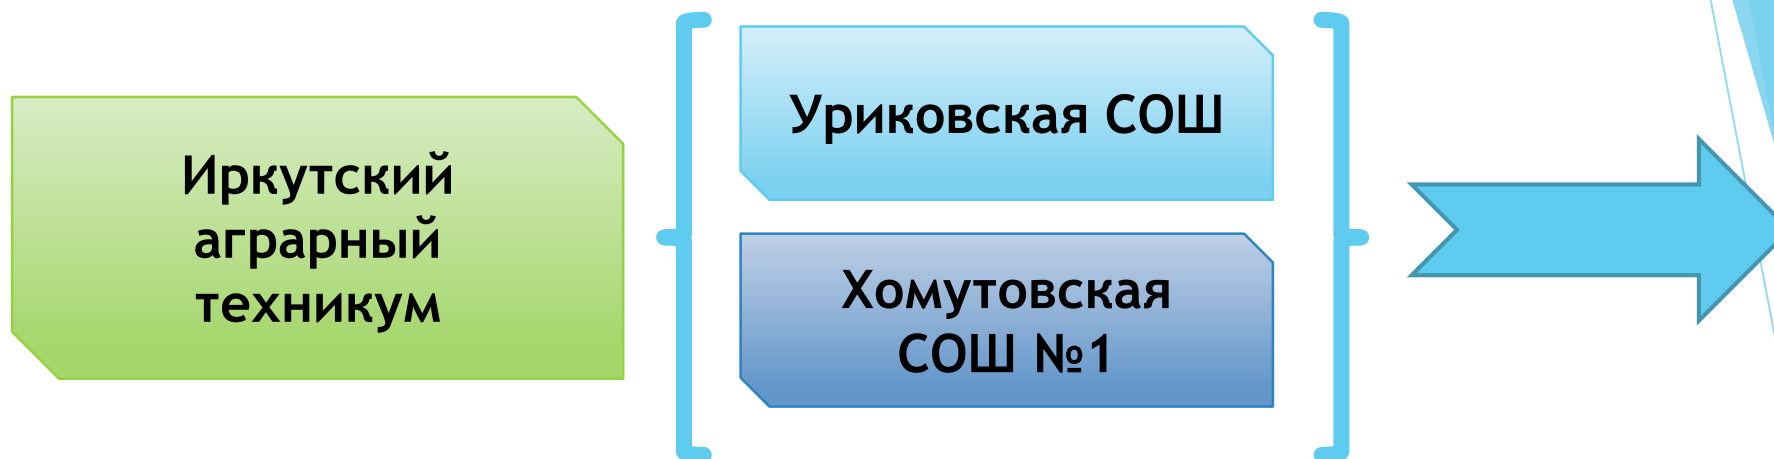 Иркутский
аграрный
техникум
Уриковская СОШ
Хомутовская
СОШ №1